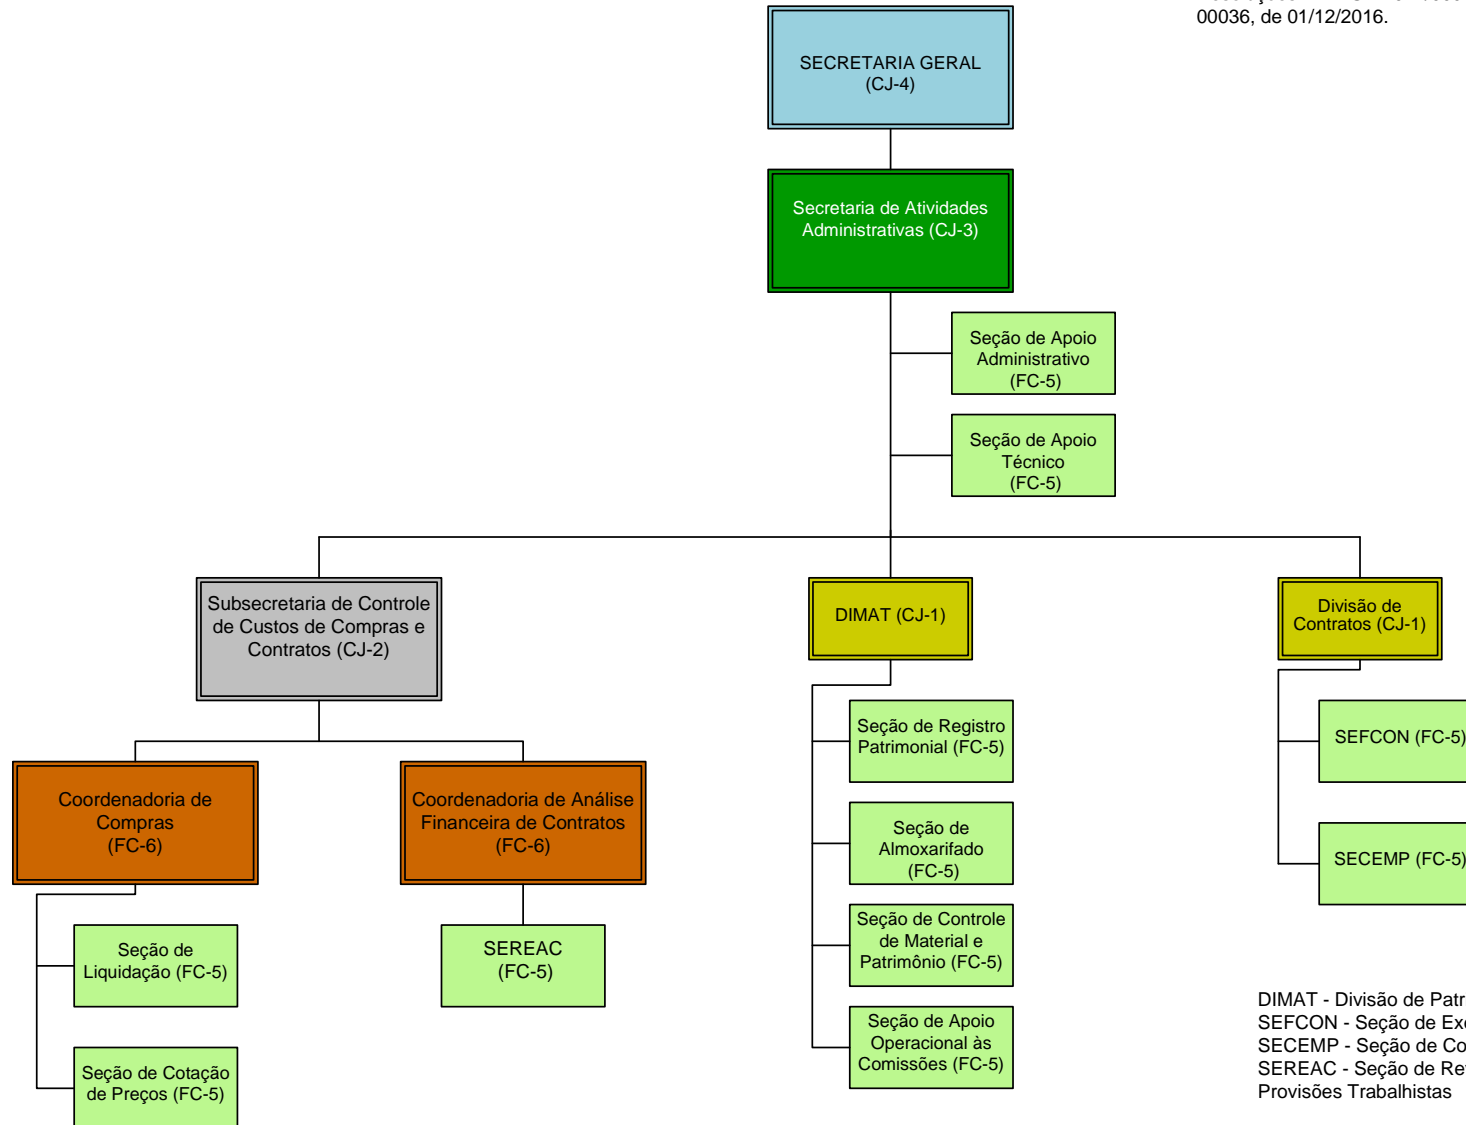 00036, de 01/12/2016.
SECRETARIA GERAL
(CJ-4)
Secretaria de Atividades
Administrativas (CJ-3)
Seção de Apoio
Administrativo
(FC-5)
Seção de Apoio
Técnico
(FC-5)
Subsecretaria de Controle
de Custos de Compras e
Contratos (CJ-2)
DIMAT (CJ-1)
Divisão de
Contratos (CJ-1)
Coordenadoria de
Compras
(FC-6)
Coordenadoria de Análise
Financeira de Contratos
(FC-6)
Seção de Registro
Patrimonial (FC-5)
SEFCON (FC-5)
Seção de
Almoxarifado
(FC-5)
SECEMP (FC-5)
Seção de
Liquidação (FC-5)
SEREAC
(FC-5)
Seção de Controle
de Material e
Patrimônio (FC-5)
Seção de Cotação
de Preços (FC-5)
Seção de Apoio
Operacional às
Comissões (FC-5)
DIMAT - Divisão de
SEFCON - Seção de
SECEMP - Seção de
SEREAC - Seção de
Provisões Trabalhistas